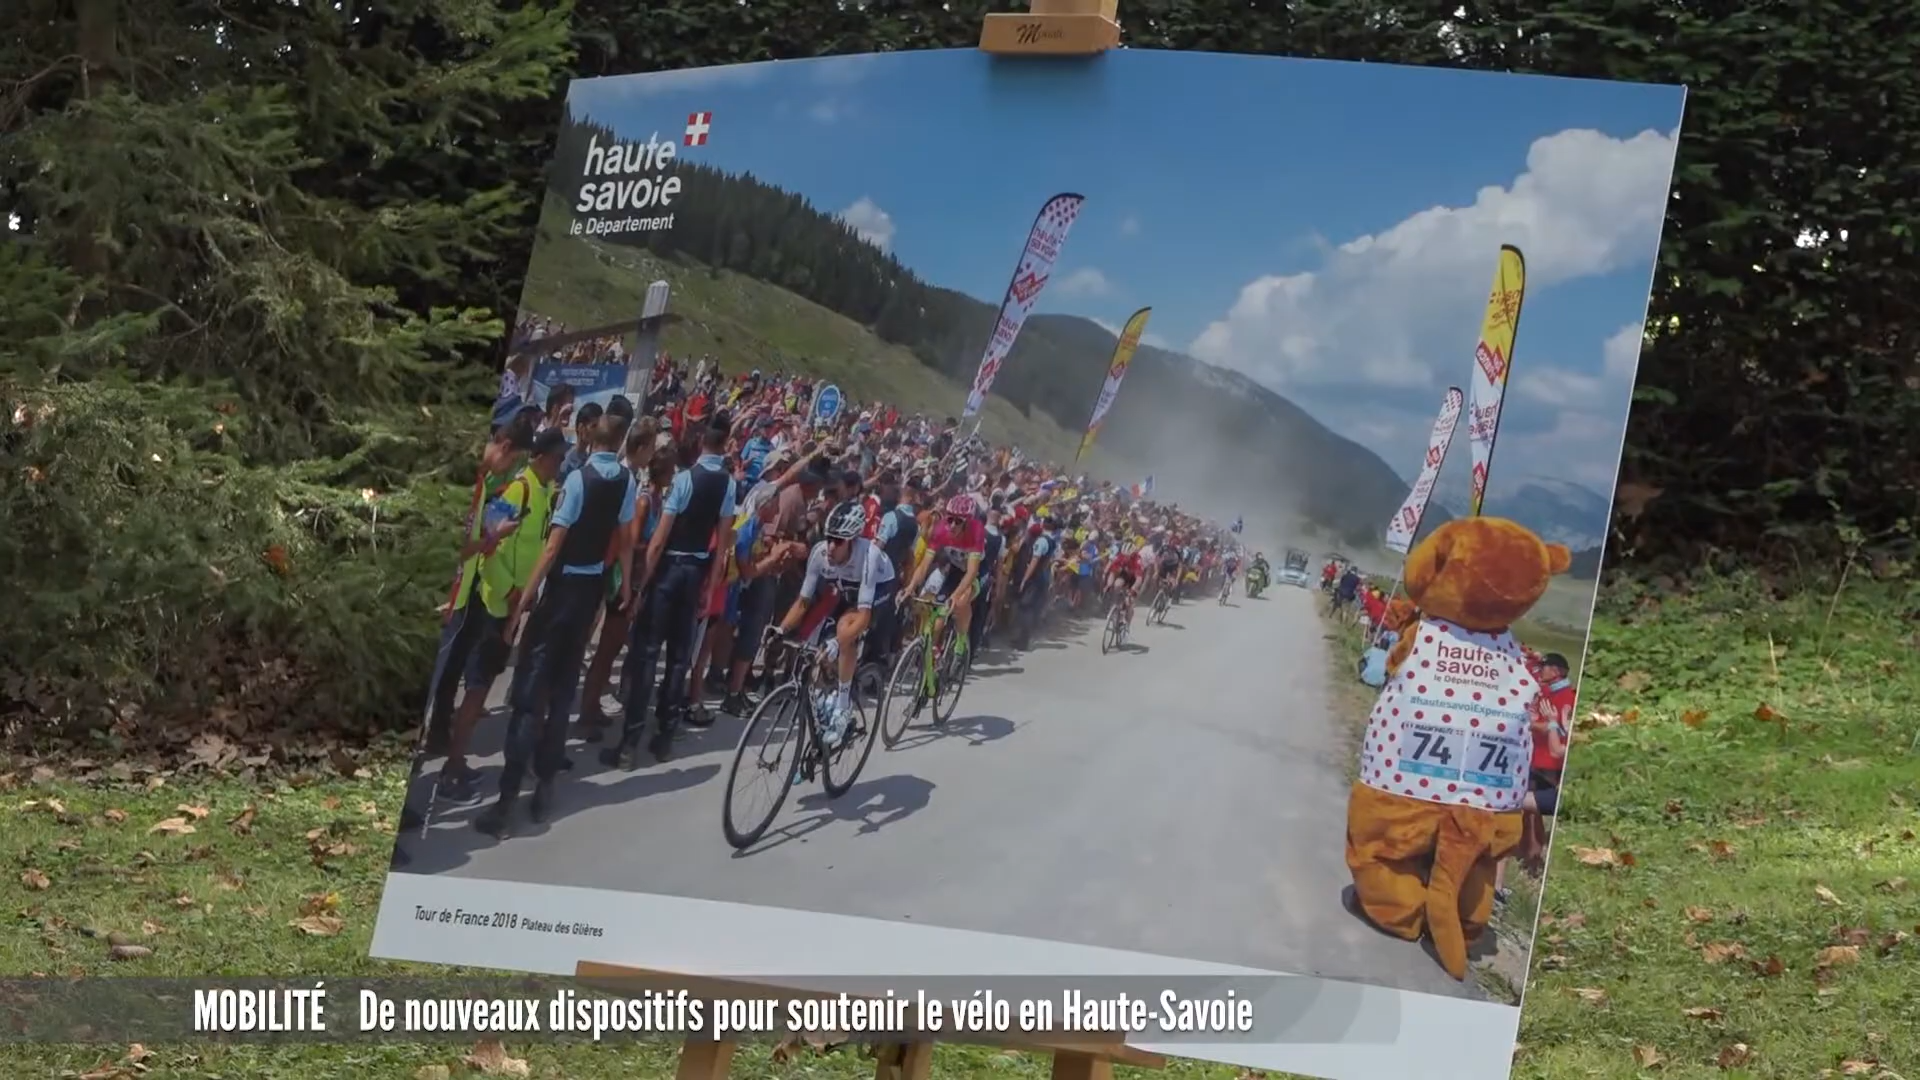 haute
savoie
le Département
haute
savoie
le Département
#hautesavoiExperience
74 74
Tour de France 2018 Plateau des Glières
MOBILITÉ De nouveaux dispositifs pour soutenir le vélo en Haute-Savoie